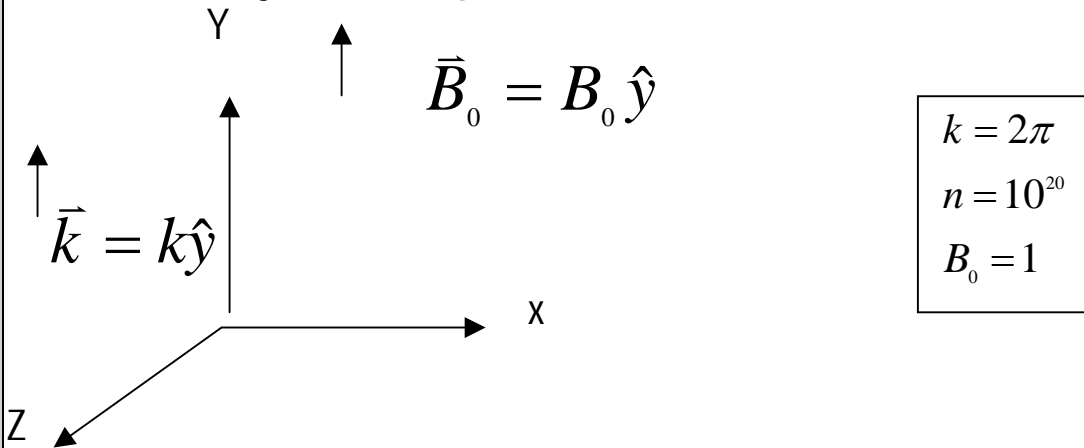 Y
B⃗₀ = B₀ŷ
k = 2π
n = 10²⁰
B₀ = 1
k⃗ = kŷ
X
Z